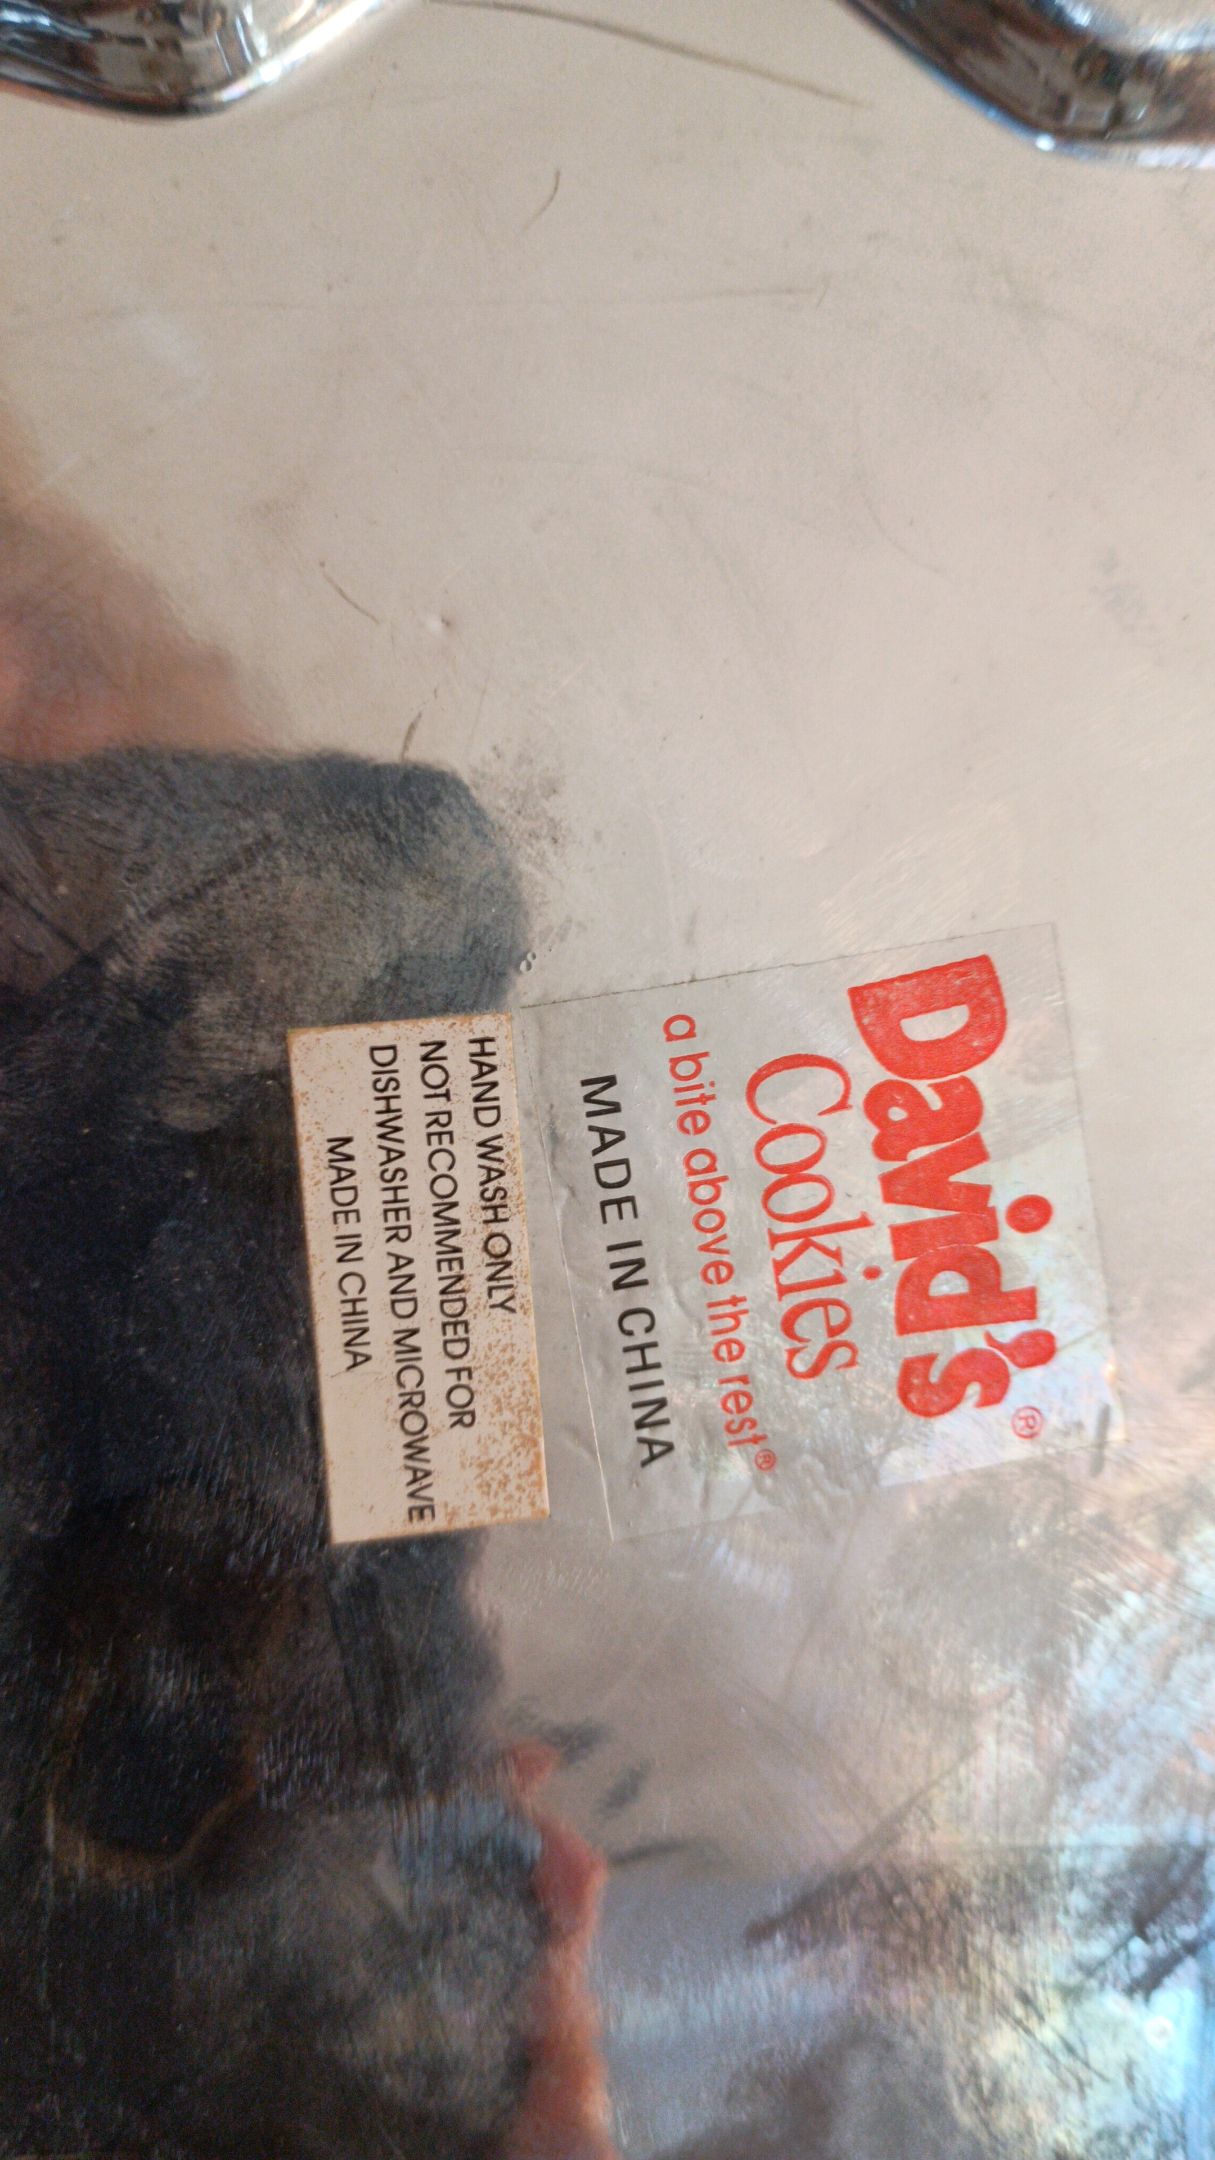 David's®
Cookies
a bite above the rest®
MADE IN CHINA
HAND WASH ONLY
NOT RECOMMENDED FOR
DISHWASHER AND MICROWAVE
MADE IN CHINA